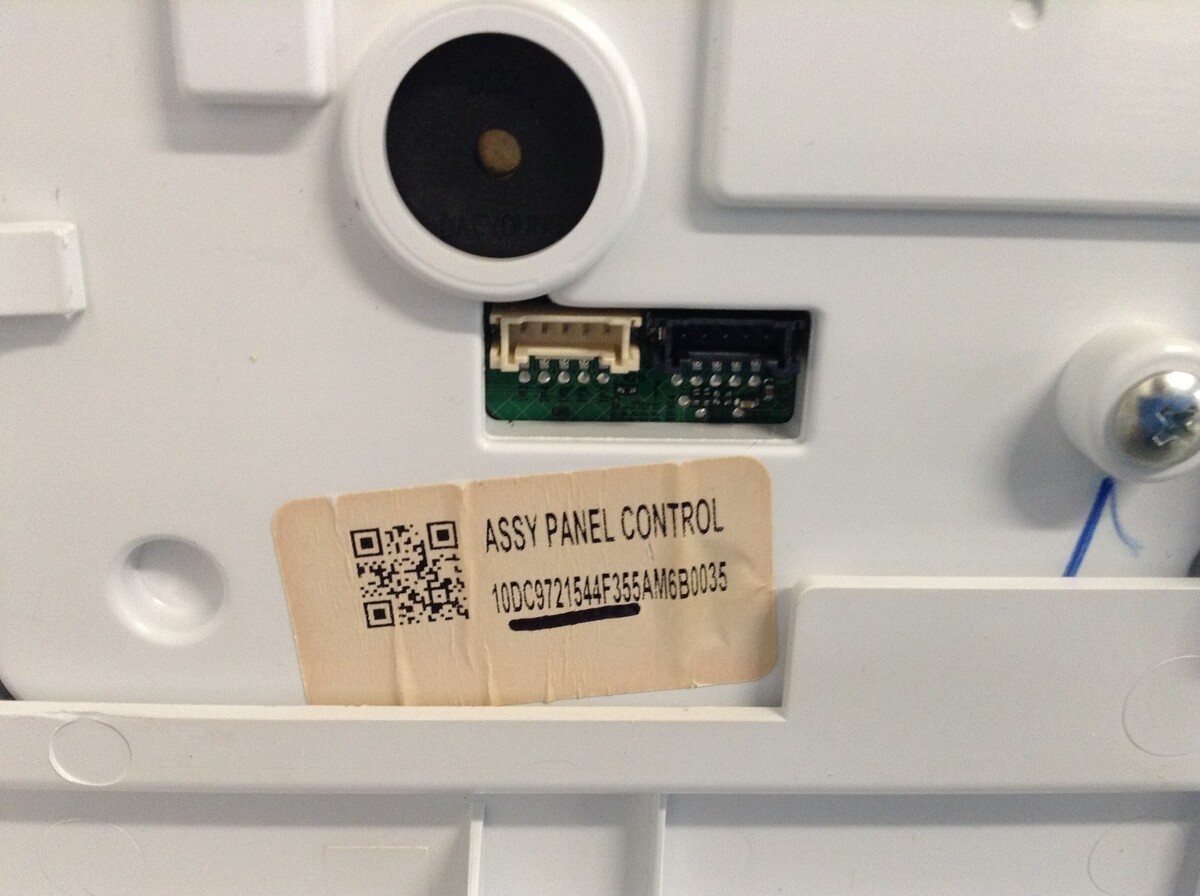 ASSY PANEL CONTROL
10DC9721544F355AM6B0035